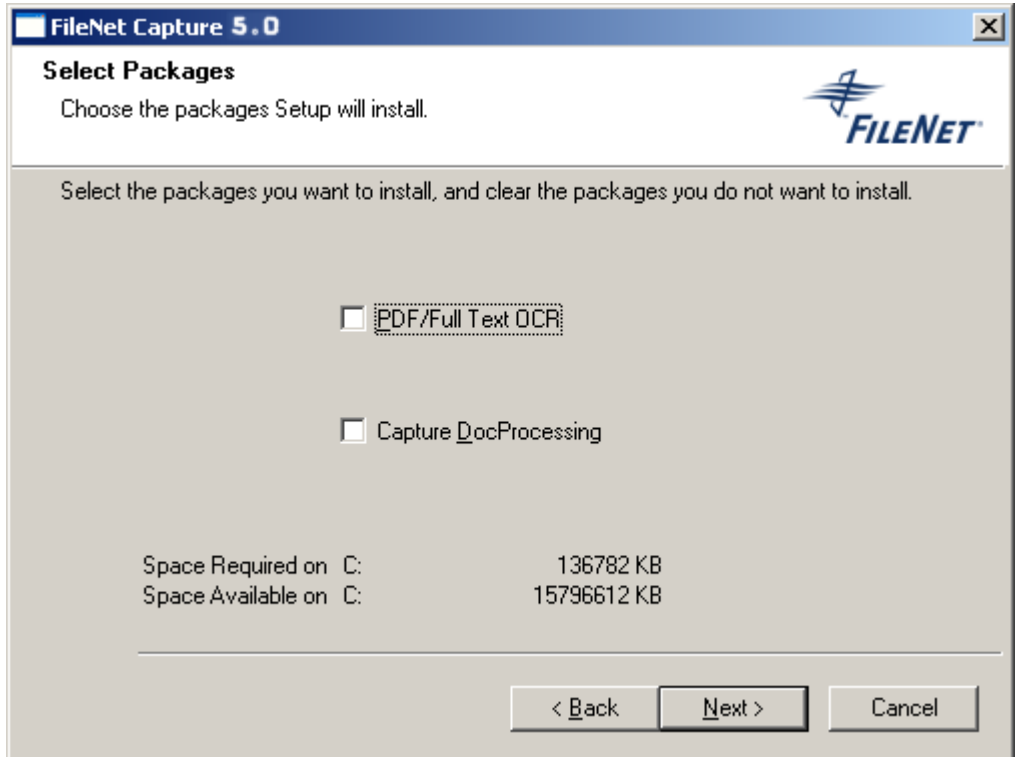 FileNet Capture 5.0
Select Packages
Choose the packages Setup will install.
FILENET
Select the packages you want to install, and clear the packages you do not want to install.
PDF/Full Text OCR
Capture DocProcessing
Space Required on C: 136782 KB
Space Available on C: 15796612 KB
< Back Next > Cancel